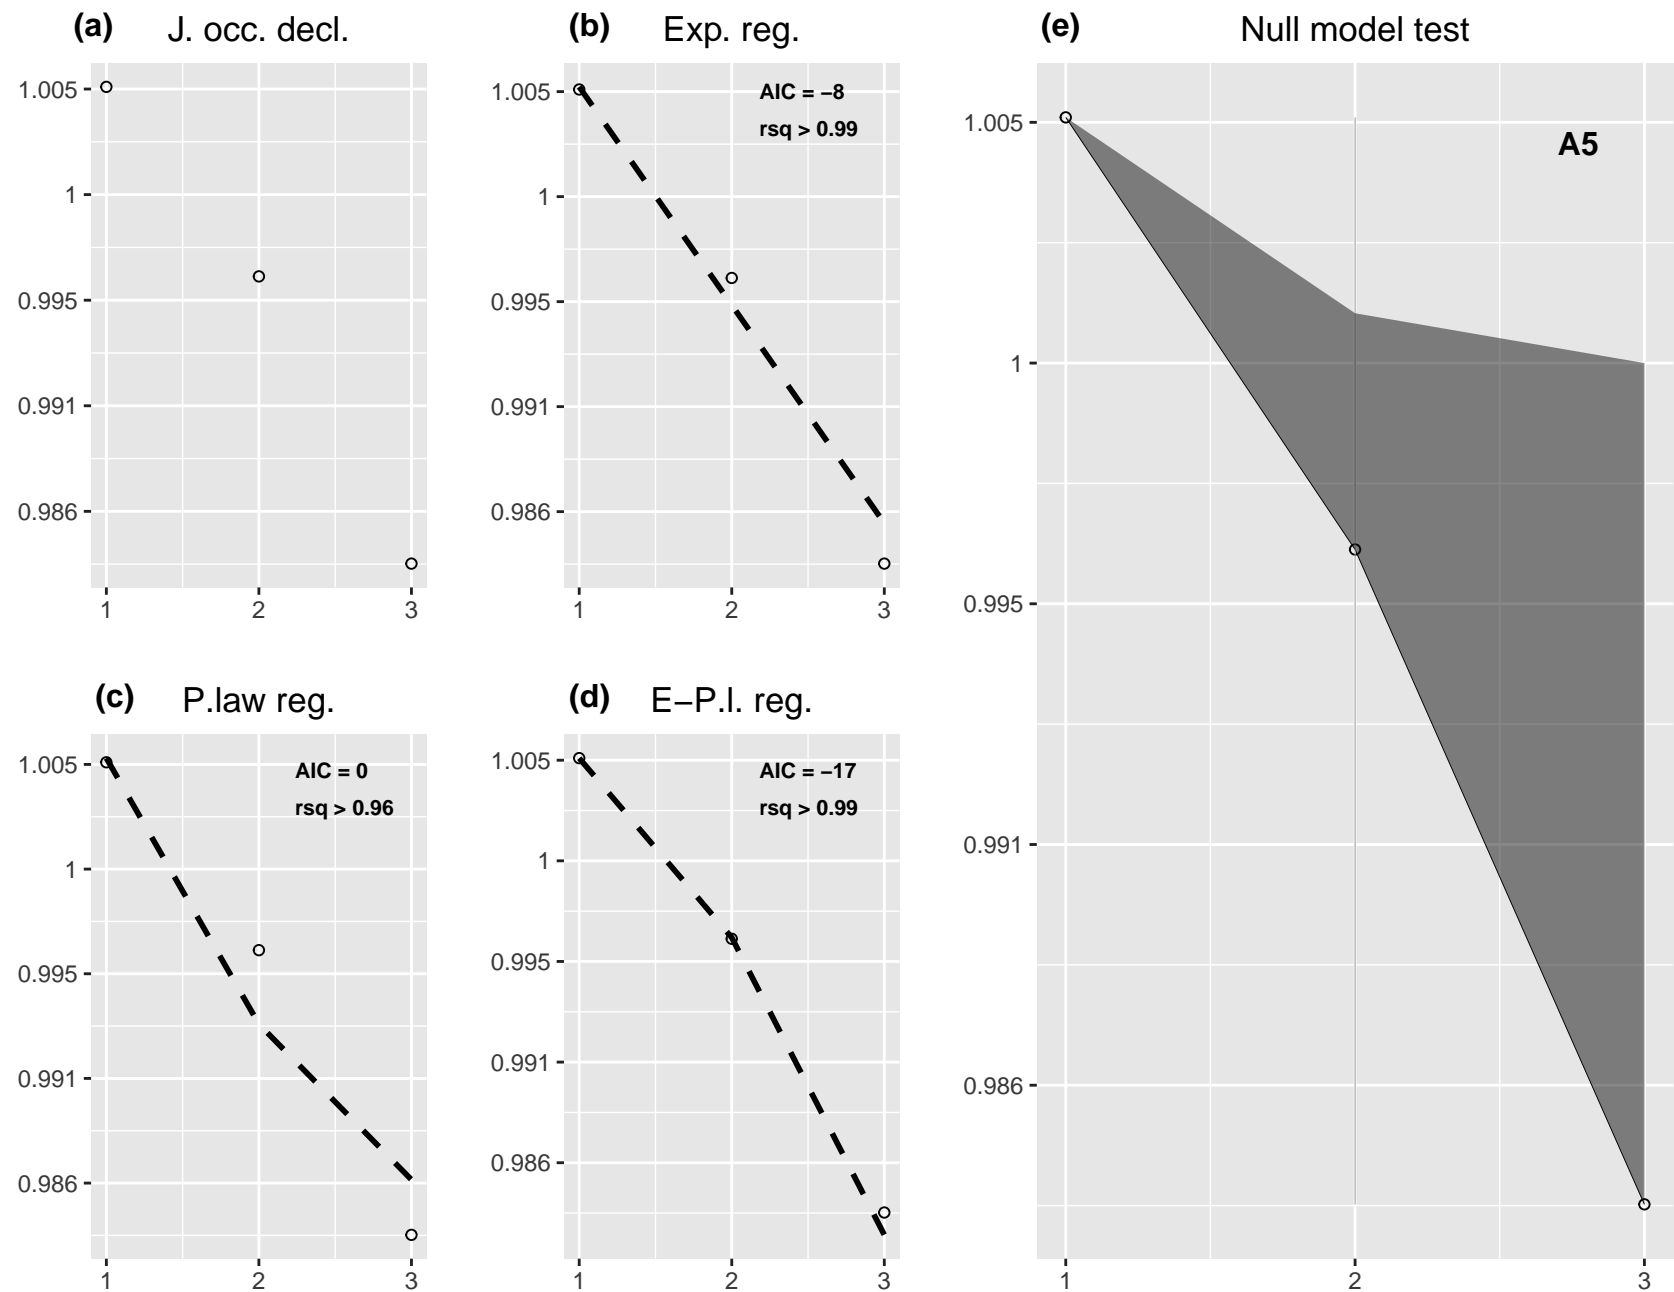 (a) J. occ. decl.
1.005
1
0.995
0.991
0.986
1 2 3
(b) Exp. reg.
AIC = −8
rsq > 0.99
1.005
1
0.995
0.991
0.986
1 2 3
(c) P.law reg.
AIC = 0
rsq > 0.96
1.005
1
0.995
0.991
0.986
1 2 3
(d) E−P.l. reg.
AIC = −17
rsq > 0.99
1.005
1
0.995
0.991
0.986
1 2 3
(e) Null model test
A5
1.005
1
0.995
0.991
0.986
1 2 3